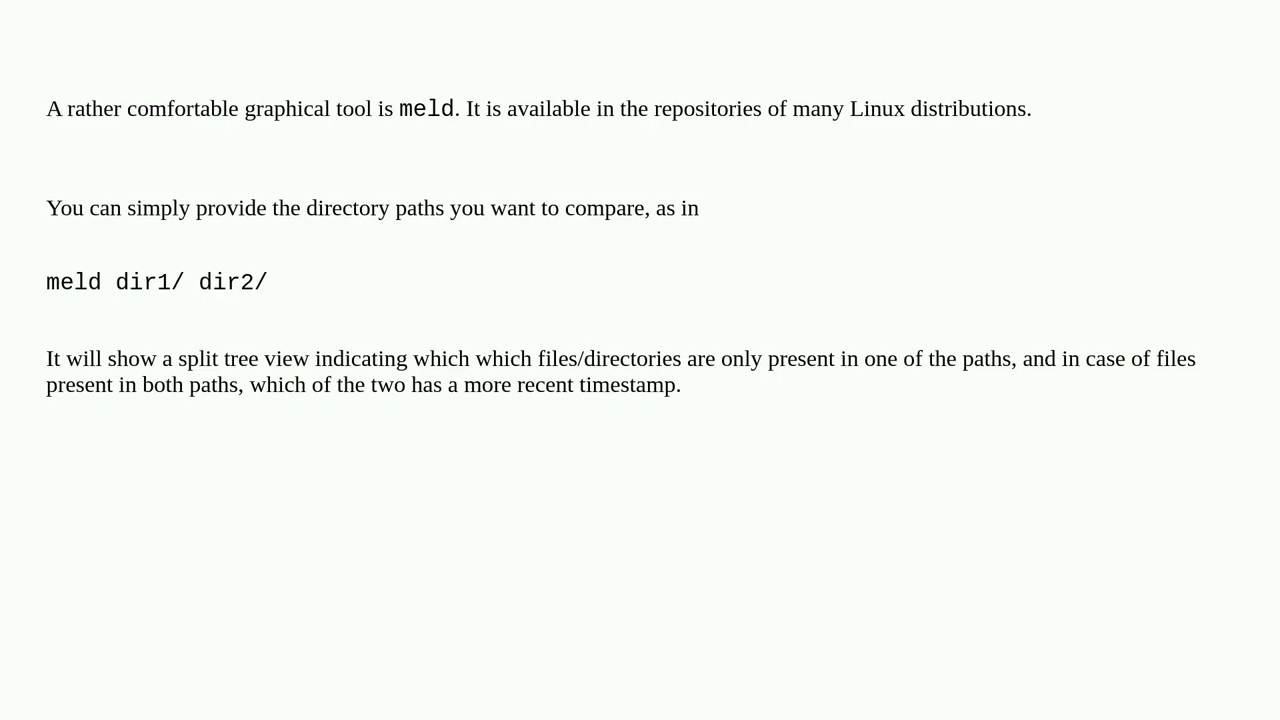 A rather comfortable graphical tool is meld. It is available in the repositories of many Linux distributions.
You can simply provide the directory paths you want to compare, as in
meld dir1/ dir2/
It will show a split tree view indicating which which files/directories are only present in one of the paths, and in case of files
present in both paths, which of the two has a more recent timestamp.